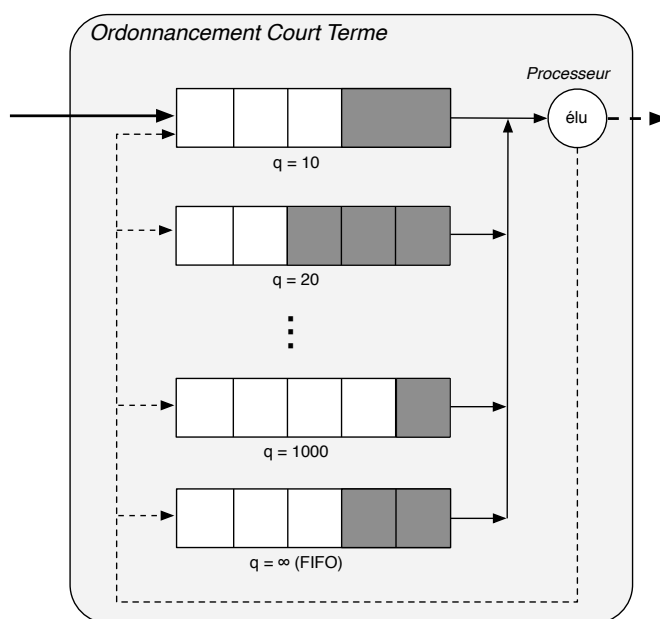 Ordonnancement Court Terme
Processeur
élu
q = 10
q = 20
q = 1000
q = ∞ (FIFO)